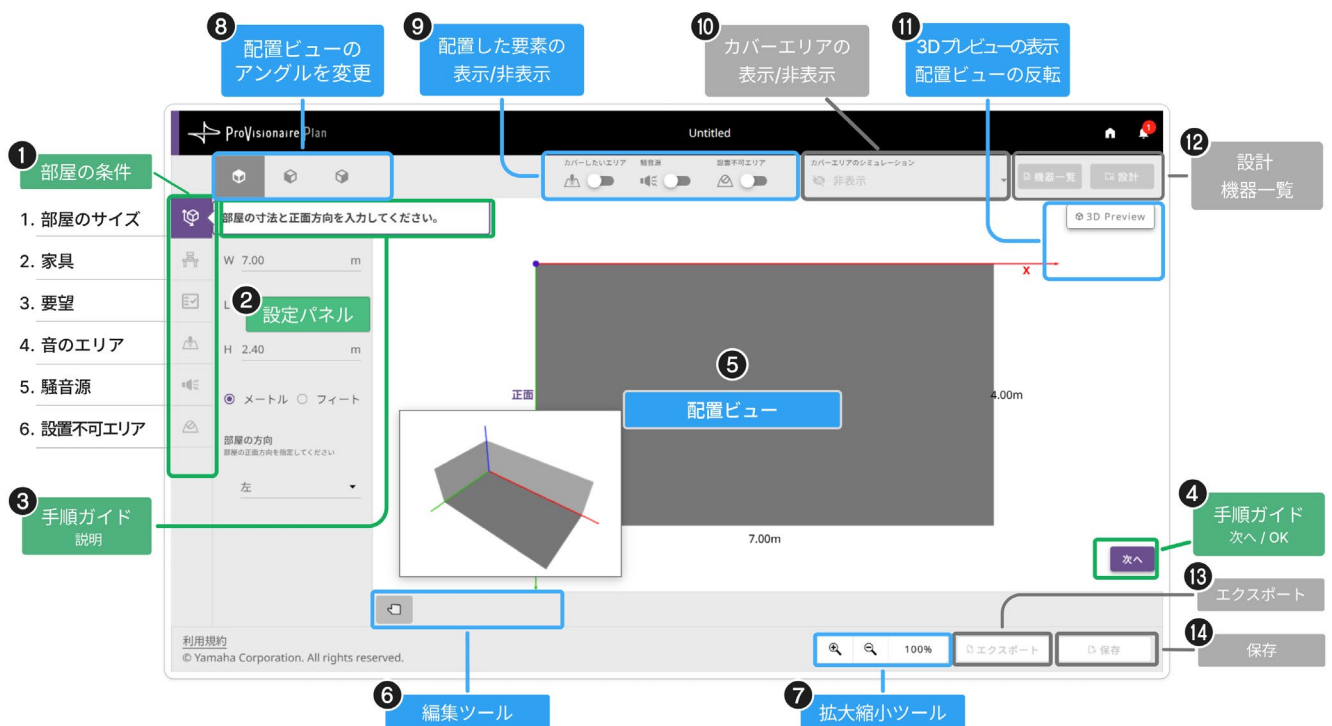 ❽ 配置ビューの
アングルを変更
❾ 配置した要素の
表示/非表示
❿ カバーエリアの
表示/非表示
⓫ 3Dプレビューの表示
配置ビューの反転
ProVisionaire Plan
Untitled
1
❶ 部屋の条件
カバーしたいエリア
騒音源
設置不可エリア
カバーエリアのシミュレーション
非表示
機器一覧
設計
⓬ 設計
機器一覧
1. 部屋のサイズ
2. 家具
3. 要望
4. 音のエリア
5. 騒音源
6. 設置不可エリア
部屋の寸法と正面方向を入力してください。
3D Preview
W 7.00 m
X
L
❷ 設定パネル
H 2.40 m
メートル
フィート
部屋の方向
部屋の正面方向を指定してください
左
正面
❺
配置ビュー
4.00m
7.00m
❸ 手順ガイド
説明
❹ 手順ガイド
次へ / OK
次へ
⓭ エクスポート
⓮ 保存
利用規約
© Yamaha Corporation. All rights reserved.
100%
エクスポート
保存
❻ 編集ツール
❼ 拡大縮小ツール